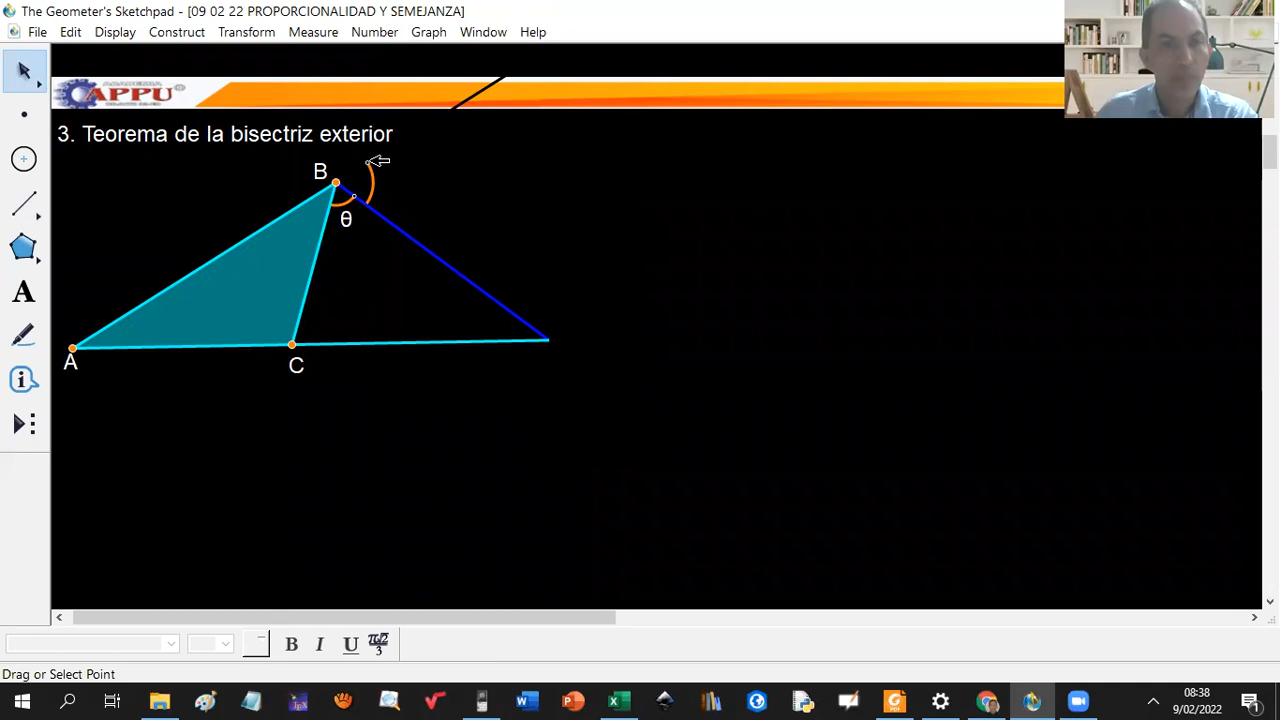 The Geometer's Sketchpad - [09 02 22 PROPORCIONALIDAD Y SEMEJANZA]
File Edit Display Construct Transform Measure Number Graph Window Help
ACADEMIA
APPU
3. Teorema de la bisectriz exterior
B
θ
A
C
A
B I U
Drag or Select Point
08:38
9/02/2022